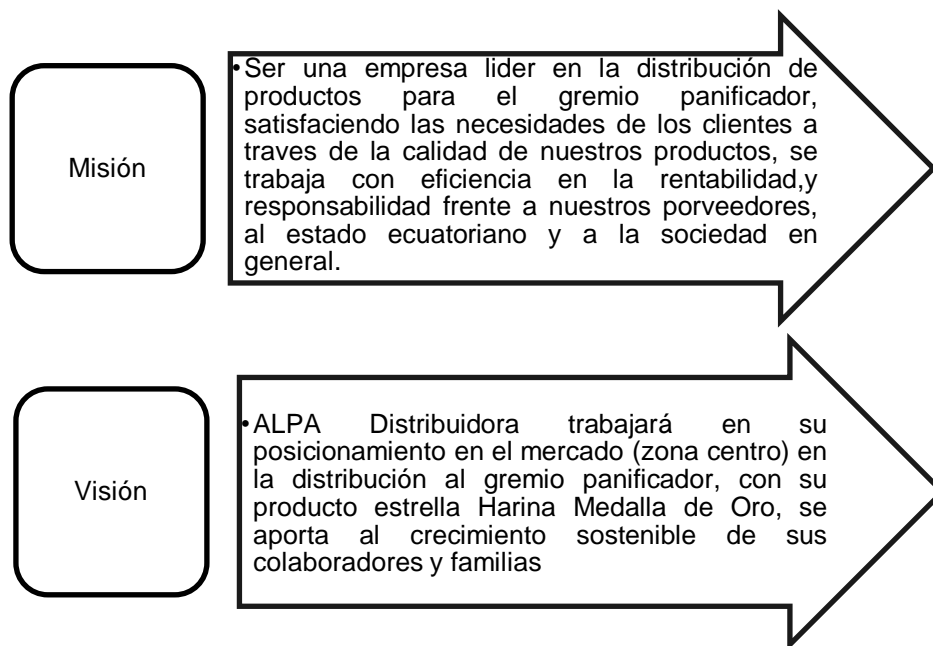 Misión
•Ser una empresa lider en la distribución de
productos para el gremio panificador,
satisfaciendo las necesidades de los clientes a
traves de la calidad de nuestros productos, se
trabaja con eficiencia en la rentabilidad,y
responsabilidad frente a nuestros porveedores,
al estado ecuatoriano y a la sociedad en
general.
Visión
•ALPA Distribuidora trabajará en su
posicionamiento en el mercado (zona centro) en
la distribución al gremio panificador, con su
producto estrella Harina Medalla de Oro, se
aporta al crecimiento sostenible de sus
colaboradores y familias